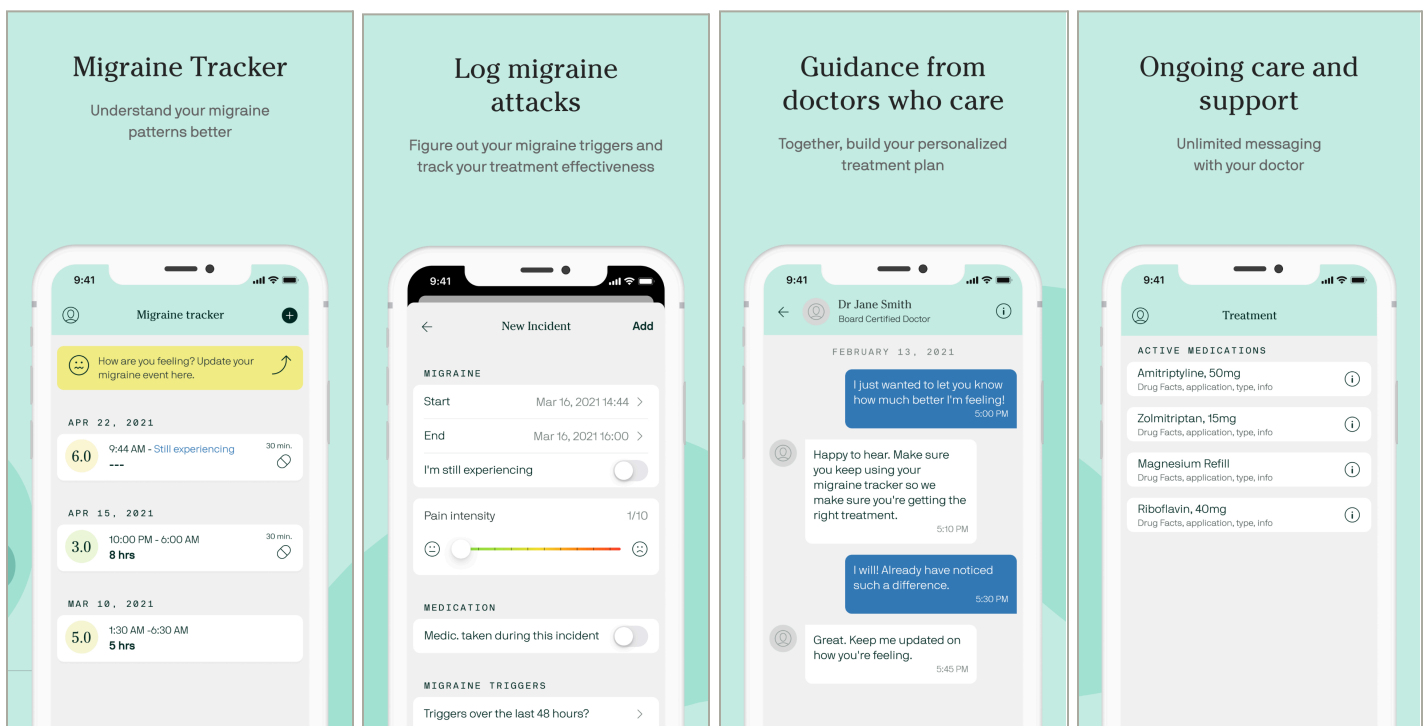 Migraine Tracker
Understand your migraine
patterns better
9:41
Migraine tracker
How are you feeling? Update your
migraine event here.
APR 22, 2021
6.0
9:44 AM - Still experiencing
30 min.
---
APR 15, 2021
3.0
10:00 PM - 6:00 AM
30 min.
8 hrs
MAR 10, 2021
5.0
1:30 AM -6:30 AM
5 hrs
Log migraine
attacks
Figure out your migraine triggers and
track your treatment effectiveness
9:41
New Incident
Add
MIGRAINE
Start
Mar 16, 2021 14:44
End
Mar 16, 2021 16:00
I'm still experiencing
Pain intensity
1/10
MEDICATION
Medic. taken during this incident
MIGRAINE TRIGGERS
Triggers over the last 48 hours?
Guidance from
doctors who care
Together, build your personalized
treatment plan
9:41
Dr Jane Smith
Board Certified Doctor
FEBRUARY 13, 2021
I just wanted to let you know
how much better I'm feeling!
5:00 PM
Happy to hear. Make sure
you keep using your
migraine tracker so we
make sure you're getting the
right treatment.
5:10 PM
I will! Already have noticed
such a difference.
5:30 PM
Great. Keep me updated on
how you're feeling.
5:45 PM
Ongoing care and
support
Unlimited messaging
with your doctor
9:41
Treatment
ACTIVE MEDICATIONS
Amitriptyline, 50mg
Drug Facts, application, type, info
Zolmitriptan, 15mg
Drug Facts, application, type, info
Magnesium Refill
Drug Facts, application, type, info
Riboflavin, 40mg
Drug Facts, application, type, info